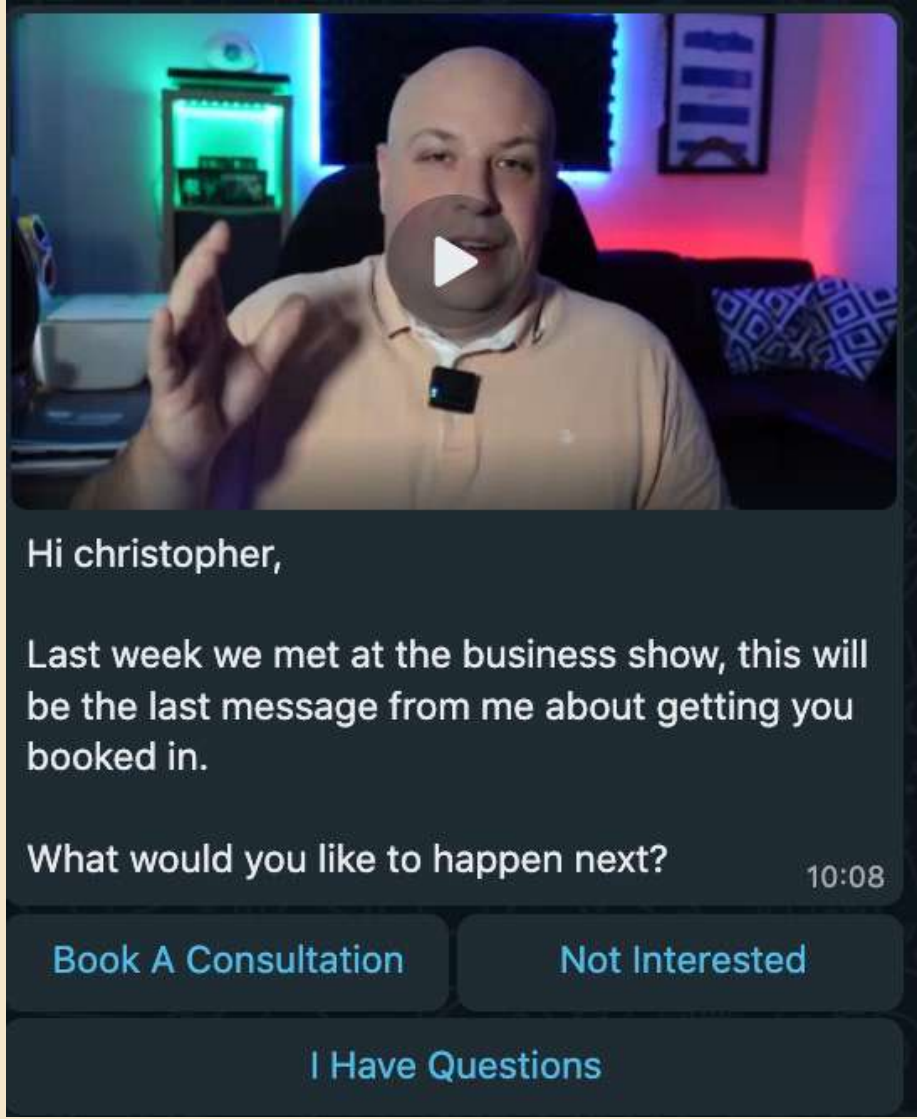 Hi christopher,
Last week we met at the business show, this will
be the last message from me about getting you
booked in.
What would you like to happen next?
10:08
Book A Consultation
Not Interested
I Have Questions